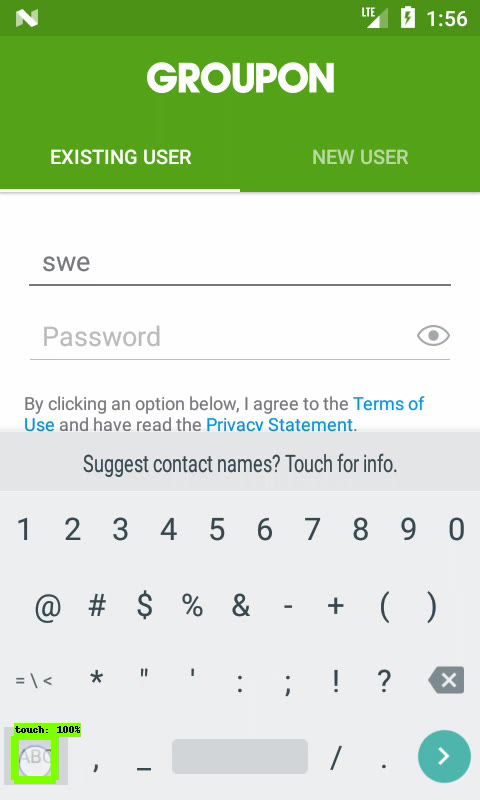 LTE 1:56
GROUPON
EXISTING USER NEW USER
swe
Password
By clicking an option below, I agree to the Terms of
Use and have read the Privacy Statement.
Suggest contact names? Touch for info.
1 2 3 4 5 6 7 8 9 0
@ # $ % & - + ( )
= \ < * " ' : ; ! ?
touch: 100%
ABC , _ / .